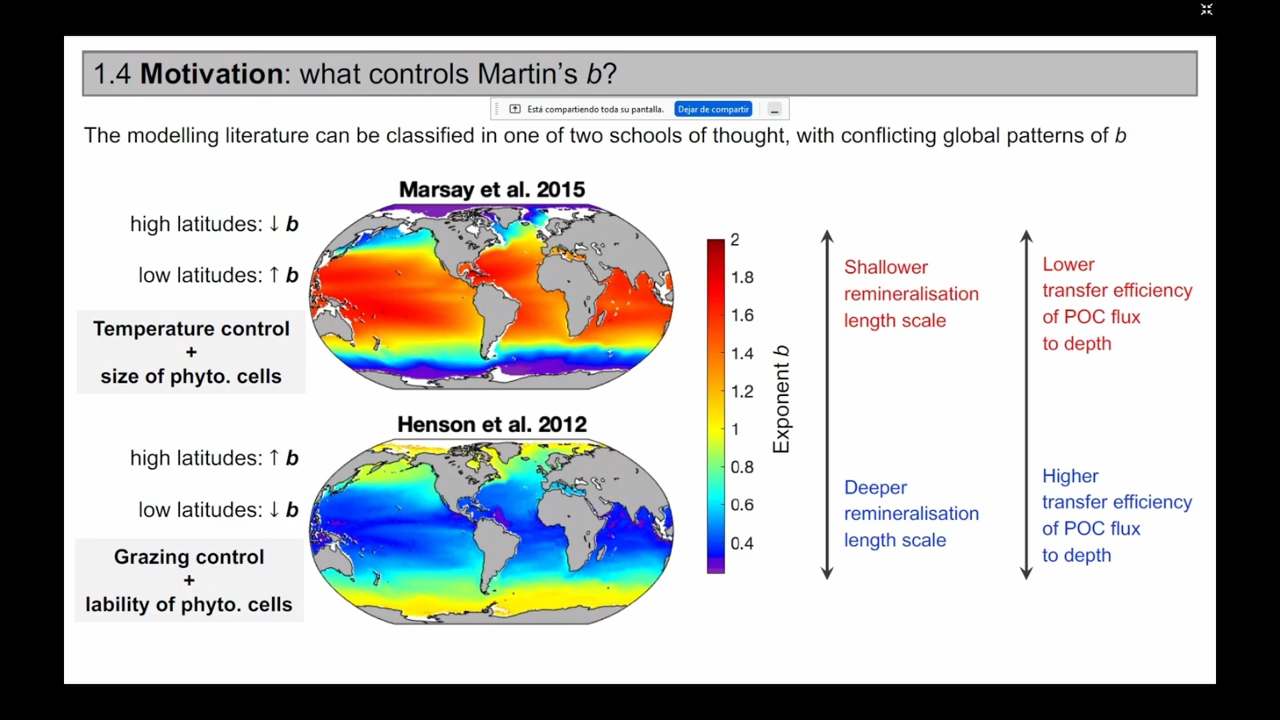 1.4 Motivation: what controls Martin's b?
Está compartiendo toda su pantalla. Dejar de compartir
The modelling literature can be classified in one of two schools of thought, with conflicting global patterns of b
Marsay et al. 2015
high latitudes: ↓ b
low latitudes: ↑ b
Temperature control
+
size of phyto. cells
Henson et al. 2012
high latitudes: ↑ b
low latitudes: ↓ b
Grazing control
+
lability of phyto. cells
2
1.8
1.6
1.4
1.2
1
0.8
0.6
0.4
Exponent b
Shallower
remineralisation
length scale
Deeper
remineralisation
length scale
Lower
transfer efficiency
of POC flux
to depth
Higher
transfer efficiency
of POC flux
to depth